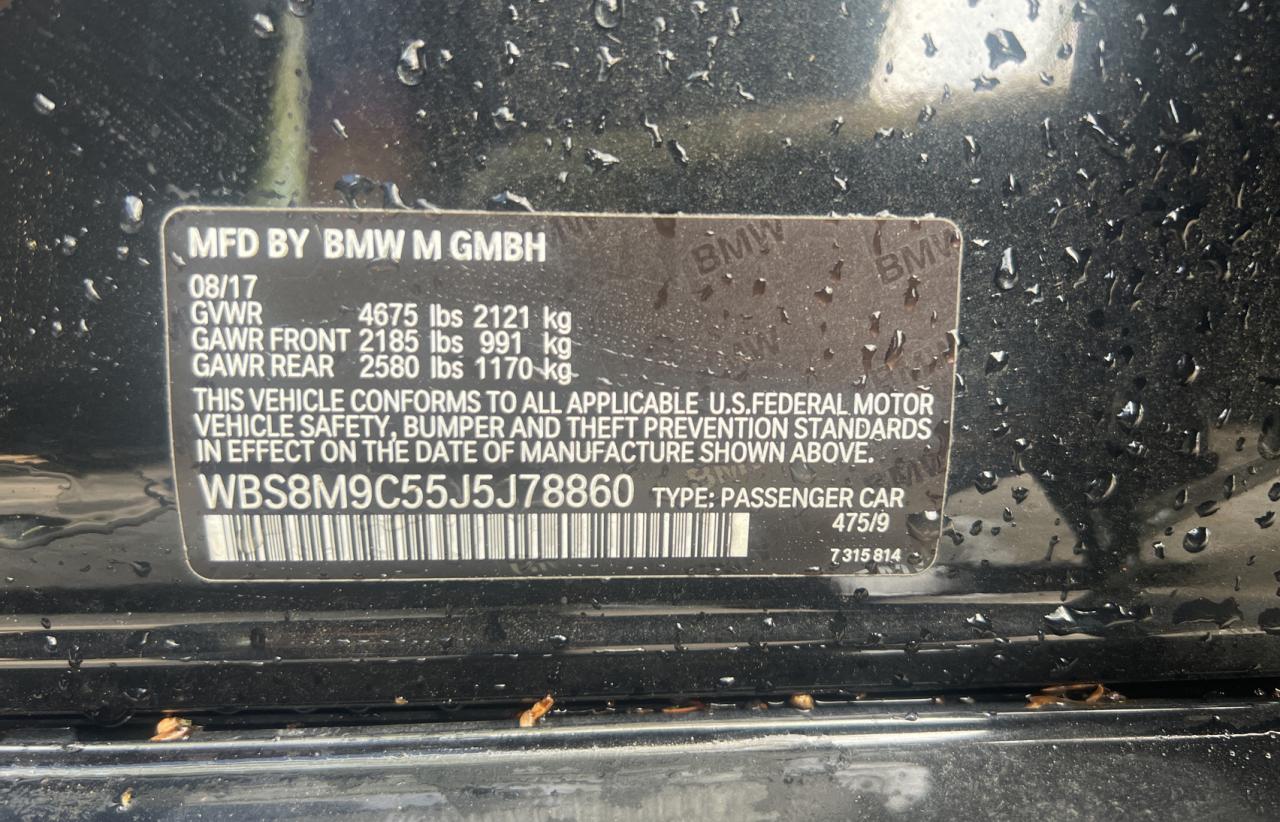 MFD BY BMW M GMBH
08/17
GVWR 4675 lbs 2121 kg
GAWR FRONT 2185 lbs 991 kg
GAWR REAR 2580 lbs 1170 kg
THIS VEHICLE CONFORMS TO ALL APPLICABLE U.S.FEDERAL MOTOR
VEHICLE SAFETY, BUMPER AND THEFT PREVENTION STANDARDS
IN EFFECT ON THE DATE OF MANUFACTURE SHOWN ABOVE.
WBS8M9C55J5J78860 TYPE: PASSENGER CAR
475/9
7 315 814
BMW
BMW